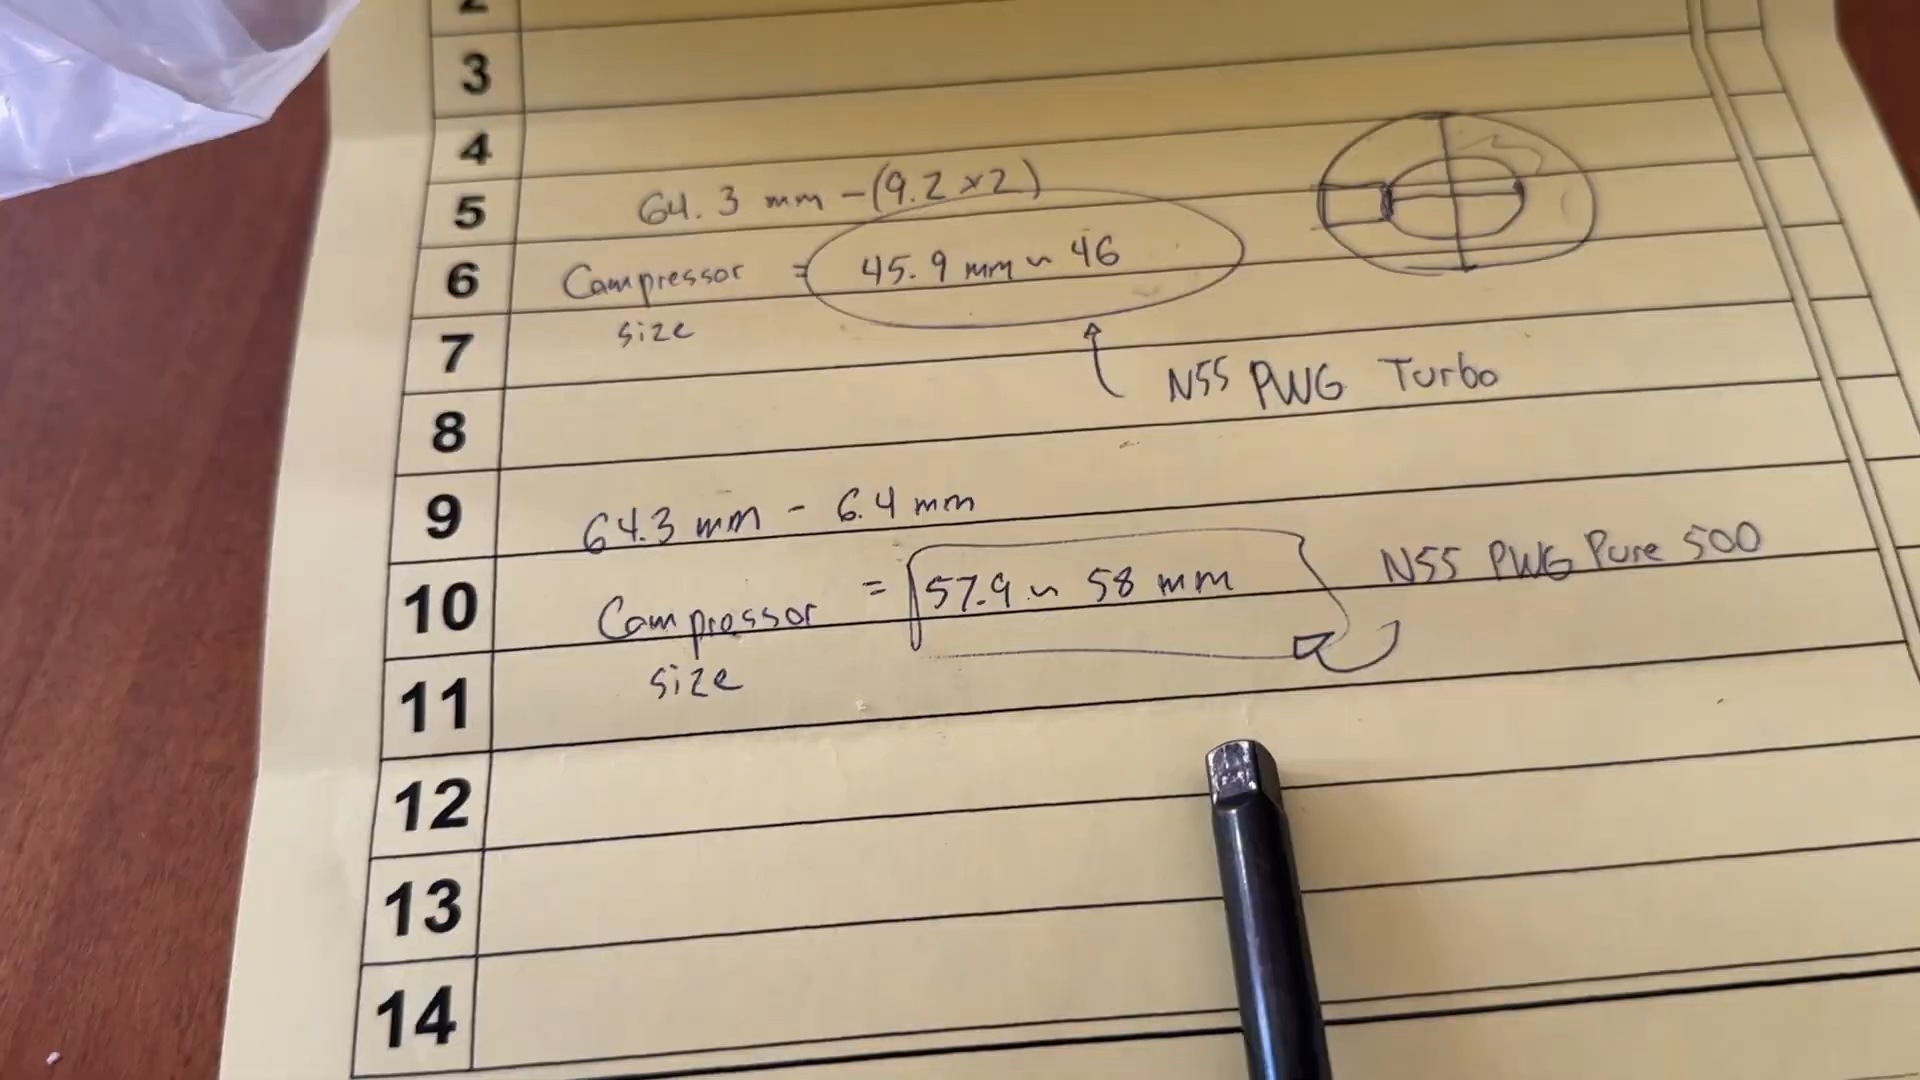 2
3
4
5 64.3 mm - (9.2 x 2)
6 Compressor = 45.9 mm ~ 46
size
7
N55 PWG Turbo
8
9 64.3 mm - 6.4 mm
10 Compressor = 57.9 ~ 58 mm N55 PWG Pure 500
size
11
12
13
14